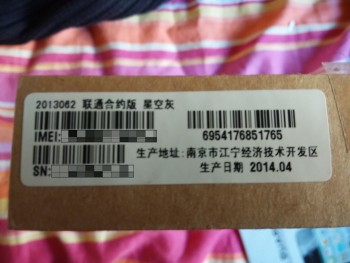 2013062 联通合约版 星空灰
IMEI:
6954176851765
生产地址:南京市江宁经济技术开发区
SN:
生产日期 2014.04